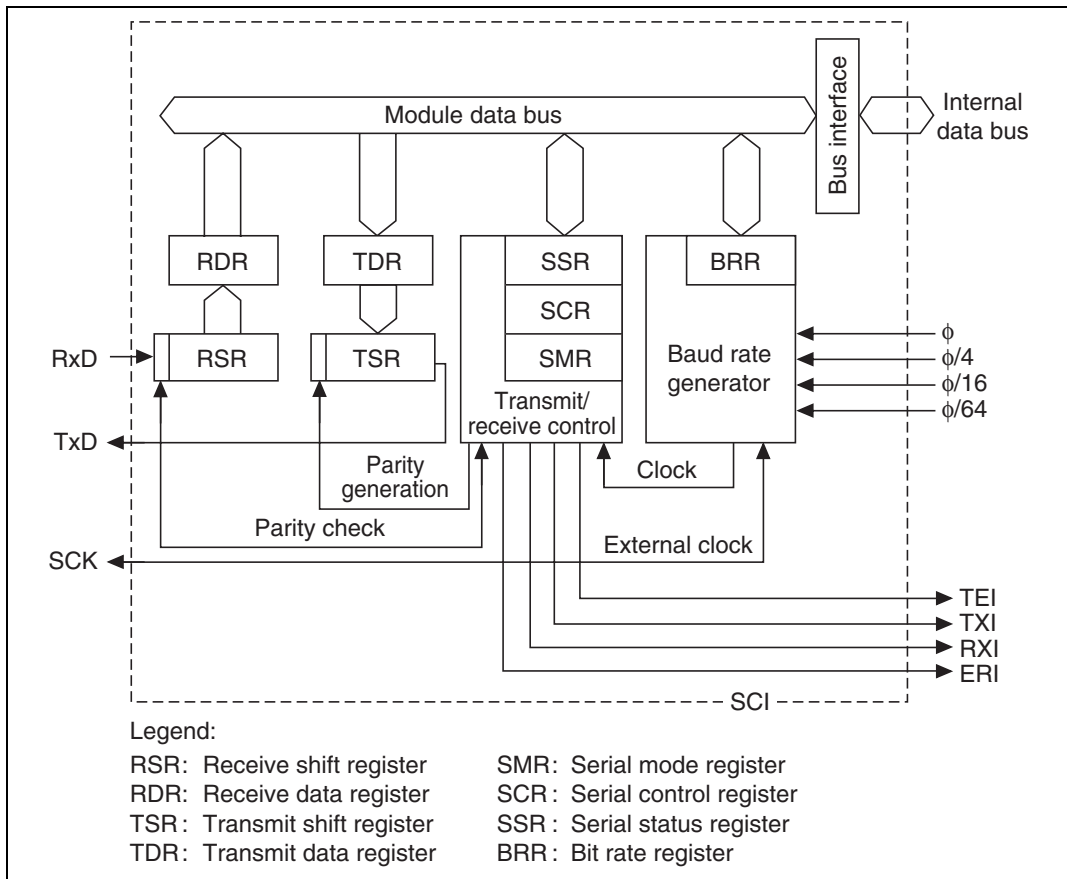 Module data bus
Bus interface
Internal
data bus
RDR
TDR
SSR
BRR
SCR
RxD
RSR
TSR
SMR
Baud rate
generator
ϕ
ϕ/4
ϕ/16
ϕ/64
Transmit/
receive control
TxD
Parity
generation
Clock
Parity check
SCK
External clock
TEI
TXI
RXI
ERI
SCI
Legend:
RSR: Receive shift register
RDR: Receive data register
TSR: Transmit shift register
TDR: Transmit data register
SMR: Serial mode register
SCR: Serial control register
SSR: Serial status register
BRR: Bit rate register